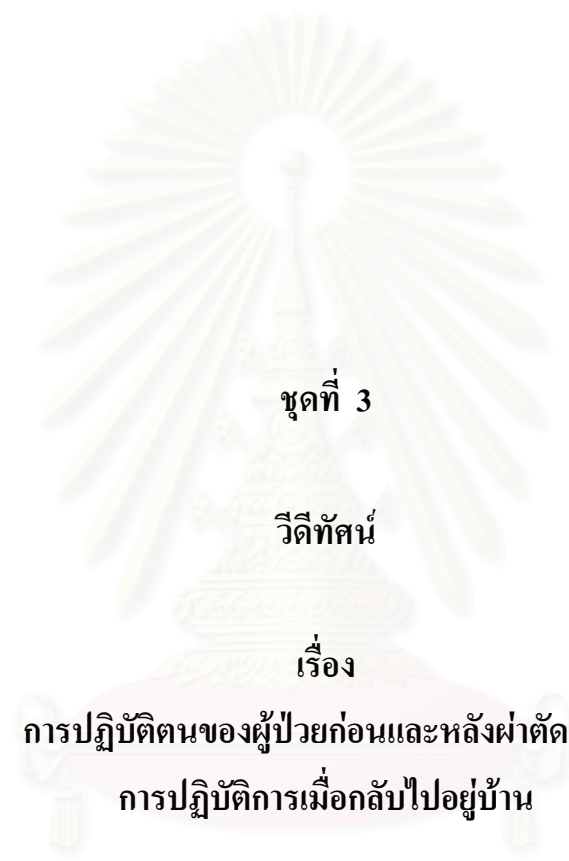 ชุดที่ 3
วีดีทัศน์
เรื่อง
การปฏิบัติตนของผู้ป่วยก่อนและหลังผ่าตัด
การปฏิบัติการเมื่อกลับไปอยู่บ้าน